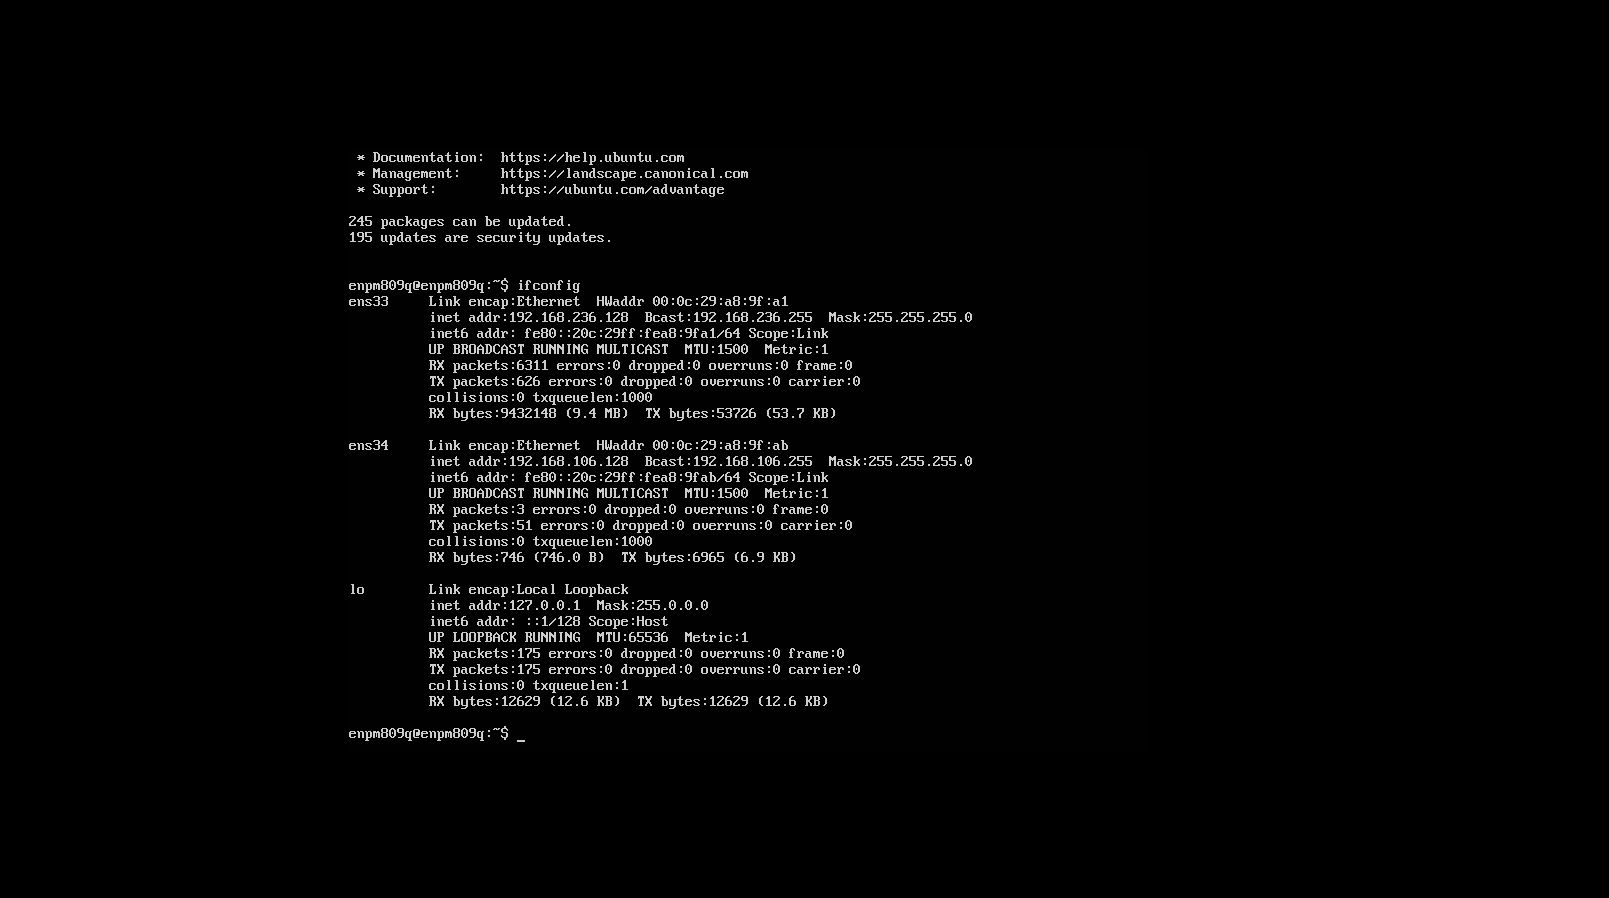 * Documentation:  https://help.ubuntu.com
* Management:     https://landscape.canonical.com
* Support:        https://ubuntu.com/advantage
245 packages can be updated.
195 updates are security updates.
enpm809q@enpm809q:~$ ifconfig
ens33     Link encap:Ethernet  HWaddr 00:0c:29:a8:9f:a1
          inet addr:192.168.236.128  Bcast:192.168.236.255  Mask:255.255.255.0
          inet6 addr: fe80::20c:29ff:fea8:9fa1/64 Scope:Link
          UP BROADCAST RUNNING MULTICAST  MTU:1500  Metric:1
          RX packets:6311 errors:0 dropped:0 overruns:0 frame:0
          TX packets:626 errors:0 dropped:0 overruns:0 carrier:0
          collisions:0 txqueuelen:1000
          RX bytes:9432148 (9.4 MB)  TX bytes:53726 (53.7 KB)
ens34     Link encap:Ethernet  HWaddr 00:0c:29:a8:9f:ab
          inet addr:192.168.106.128  Bcast:192.168.106.255  Mask:255.255.255.0
          inet6 addr: fe80::20c:29ff:fea8:9fab/64 Scope:Link
          UP BROADCAST RUNNING MULTICAST  MTU:1500  Metric:1
          RX packets:3 errors:0 dropped:0 overruns:0 frame:0
          TX packets:51 errors:0 dropped:0 overruns:0 carrier:0
          collisions:0 txqueuelen:1000
          RX bytes:746 (746.0 B)  TX bytes:6965 (6.9 KB)
lo        Link encap:Local Loopback
          inet addr:127.0.0.1  Mask:255.0.0.0
          inet6 addr: ::1/128 Scope:Host
          UP LOOPBACK RUNNING  MTU:65536  Metric:1
          RX packets:175 errors:0 dropped:0 overruns:0 frame:0
          TX packets:175 errors:0 dropped:0 overruns:0 carrier:0
          collisions:0 txqueuelen:1
          RX bytes:12629 (12.6 KB)  TX bytes:12629 (12.6 KB)
enpm809q@enpm809q:~$ _